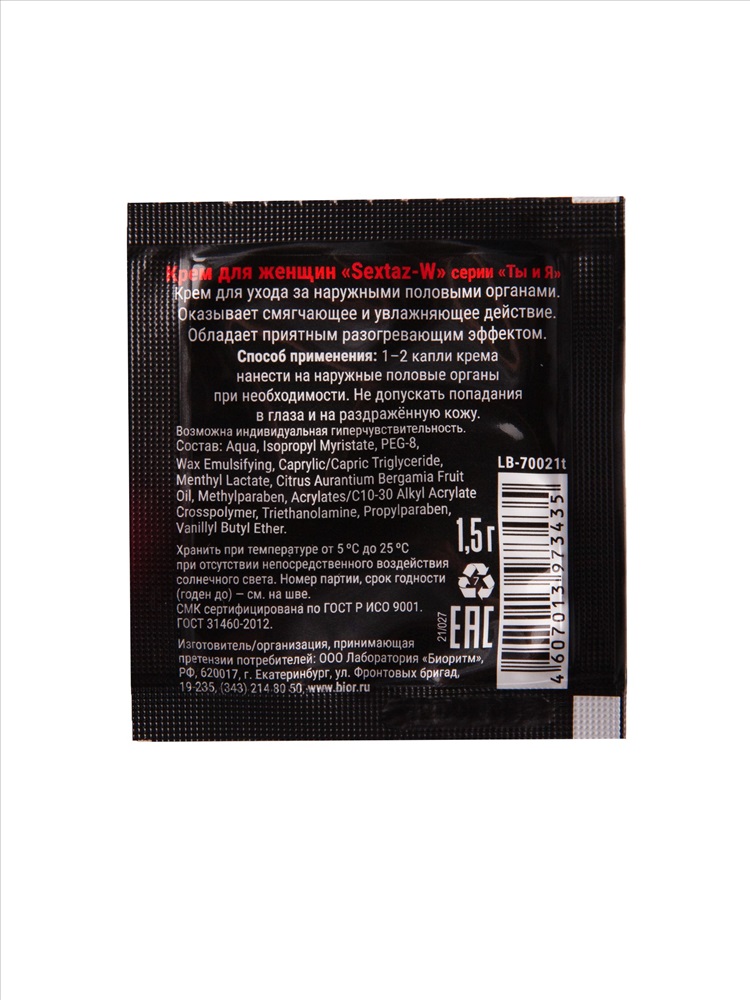 Крем для женщин «Sextaz-W» серии «Ты и Я»
Крем для ухода за наружными половыми органами.
Оказывает смягчающее и увлажняющее действие.
Обладает приятным разогревающим эффектом.
Способ применения: 1–2 капли крема
нанести на наружные половые органы
при необходимости. Не допускать попадания
в глаза и на раздражённую кожу.
Возможна индивидуальная гиперчувствительность.
Состав: Aqua, Isopropyl Myristate, PEG-8,
Wax Emulsifying, Caprylic/Capric Triglyceride,
Menthyl Lactate, Citrus Aurantium Bergamia Fruit
Oil, Methylparaben, Acrylates/C10-30 Alkyl Acrylate
Crosspolymer, Triethanolamine, Propylparaben,
Vanillyl Butyl Ether.
1,5 г
Хранить при температуре от 5 °C до 25 °C
при отсутствии непосредственного воздействия
солнечного света. Номер партии, срок годности
(годен до) — см. на шве.
СМК сертифицирована по ГОСТ Р ИСО 9001.
ГОСТ 31460-2012.
Изготовитель/организация, принимающая
претензии потребителей: ООО Лаборатория «Биоритм»,
РФ, 620017, г. Екатеринбург, ул. Фронтовых бригад,
19-235, (343) 214 80 50, www.bior.ru
7
21/027
EAC
LB-70021t
4 607013 973435